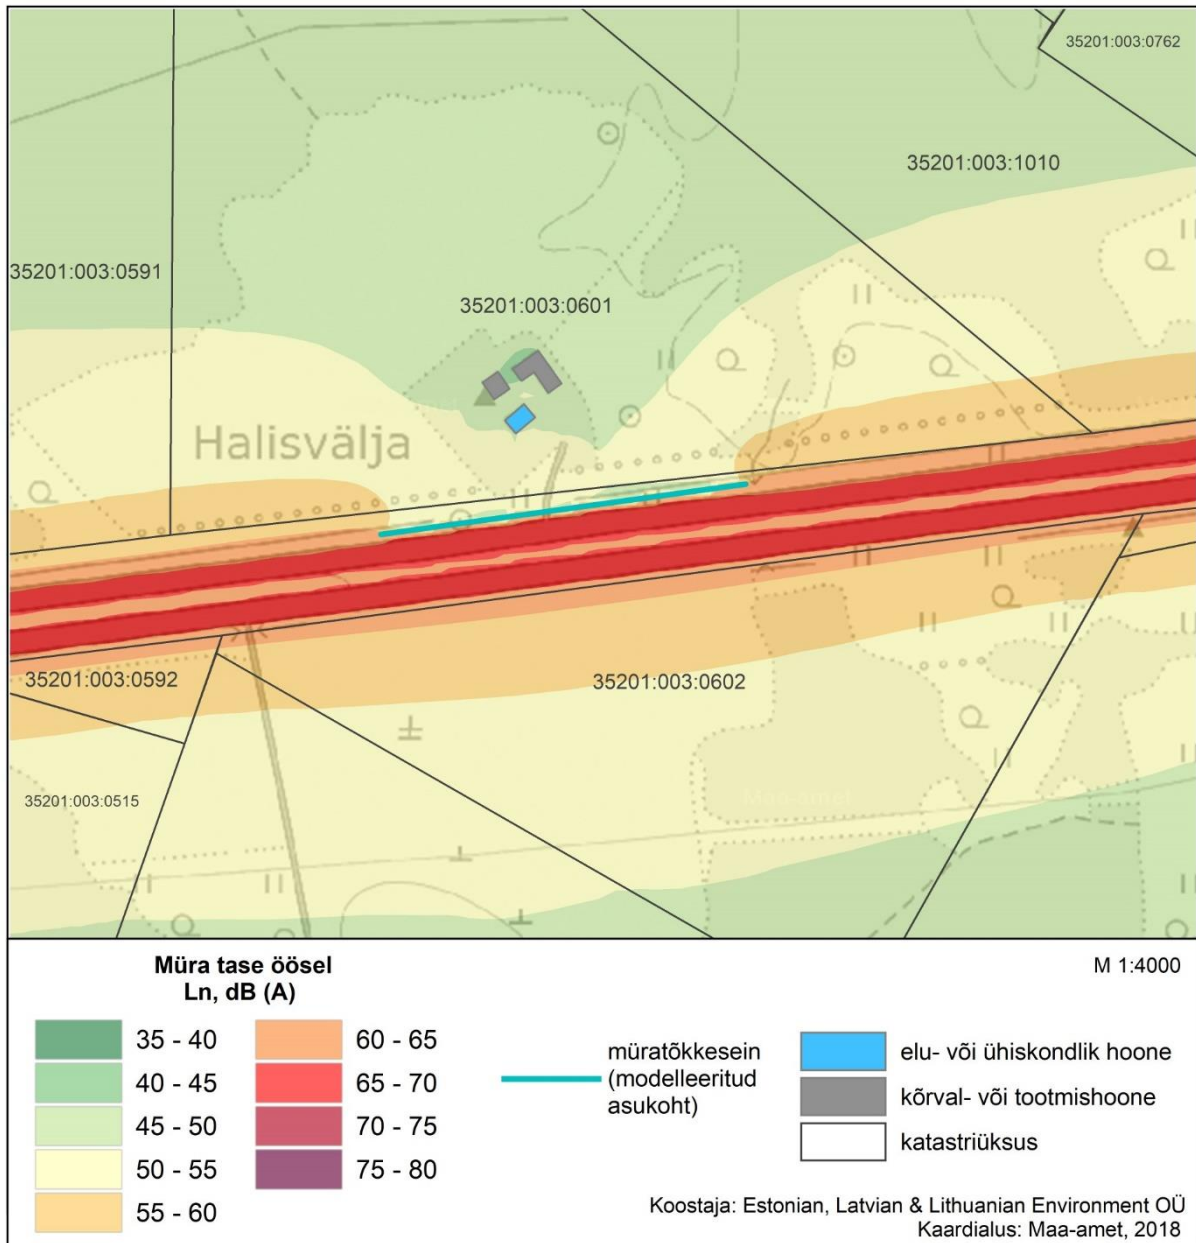 35201:003:0762
35201:003:1010
35201:003:0591
35201:003:0601
Halisvälja
35201:003:0592
35201:003:0602
35201:003:0515
Maa-amet
Müra tase öösel
Ln, dB (A)
M 1:4000
35 - 40
40 - 45
45 - 50
50 - 55
55 - 60
60 - 65
65 - 70
70 - 75
75 - 80
müratõkkesein
(modelleeritud
asukoht)
elu- või ühiskondlik hoone
kõrval- või tootmishoone
katastriüksus
Koostaja: Estonian, Latvian & Lithuanian Environment OÜ
Kaardialus: Maa-amet, 2018